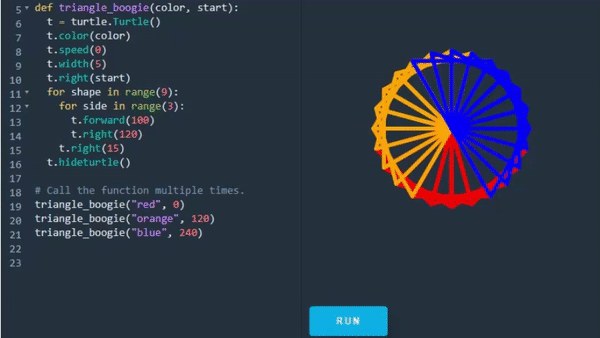 5 def triangle_boogie(color, start):
6 t = turtle.Turtle()
7 t.color(color)
8 t.speed(0)
9 t.width(5)
10 t.right(start)
11 for shape in range(9):
12 for side in range(3):
13 t.forward(100)
14 t.right(120)
15 t.right(15)
16 t.hideturtle()
17
18 # Call the function multiple times.
19 triangle_boogie("red", 0)
20 triangle_boogie("orange", 120)
21 triangle_boogie("blue", 240)
22
23
RUN